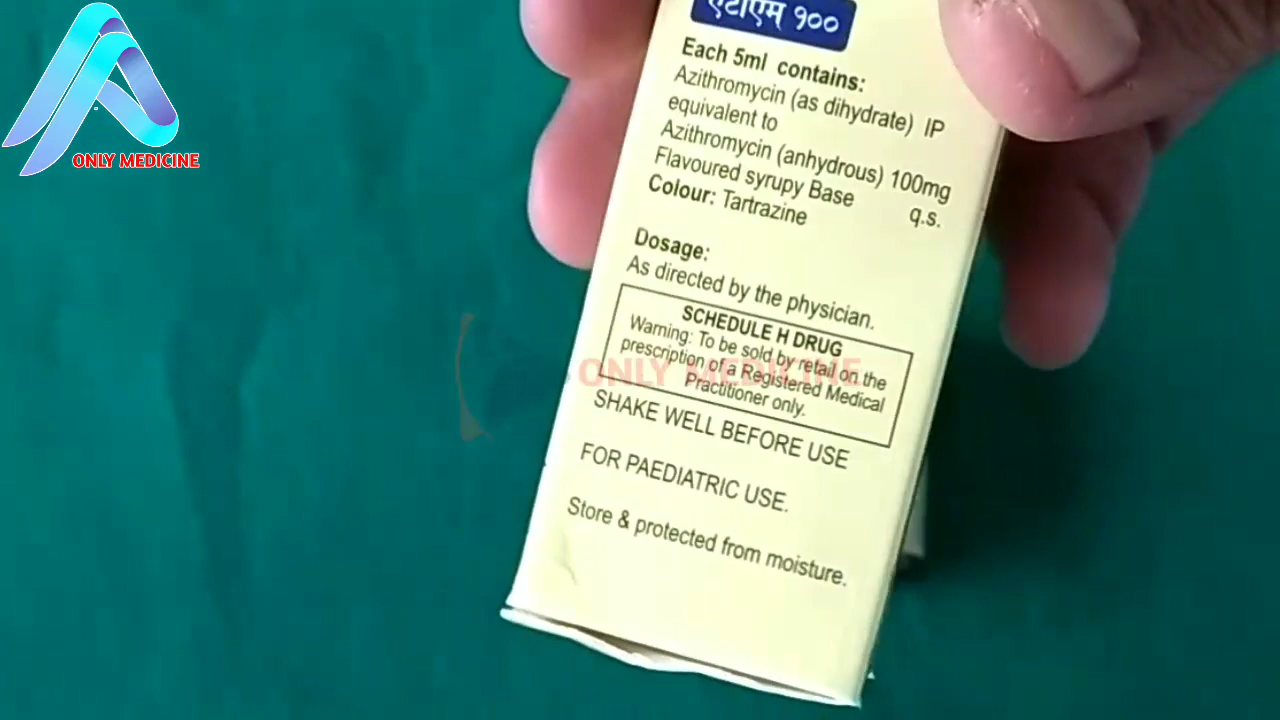 एटीएम १००
Each 5ml contains:
Azithromycin (as dihydrate) IP
equivalent to
Azithromycin (anhydrous) 100mg
Flavoured syrupy Base q.s.
Colour: Tartrazine
Dosage:
As directed by the physician.
SCHEDULE H DRUG
Warning: To be sold by retail on the
prescription of a Registered Medical
Practitioner only.
SHAKE WELL BEFORE USE
FOR PAEDIATRIC USE.
Store & protected from moisture.
ONLY MEDICINE
ONLY MEDICINE